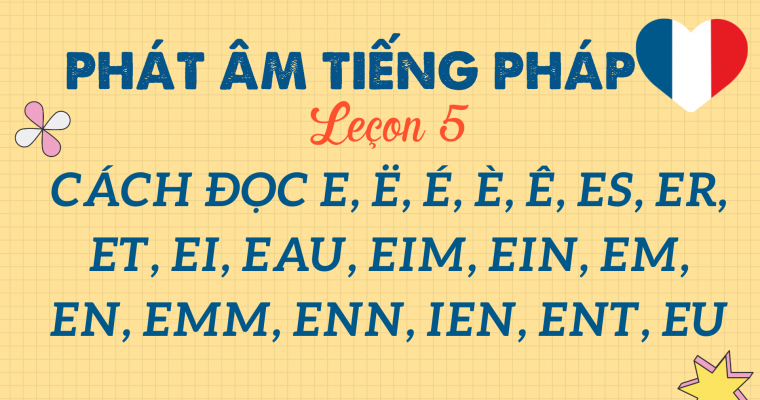 PHÁT ÂM TIẾNG PHÁP
Leçon 5
CÁCH ĐỌC E, Ë, É, È, Ê, ES, ER,
ET, EI, EAU, EIM, EIN, EM,
EN, EMM, ENN, IEN, ENT, EU